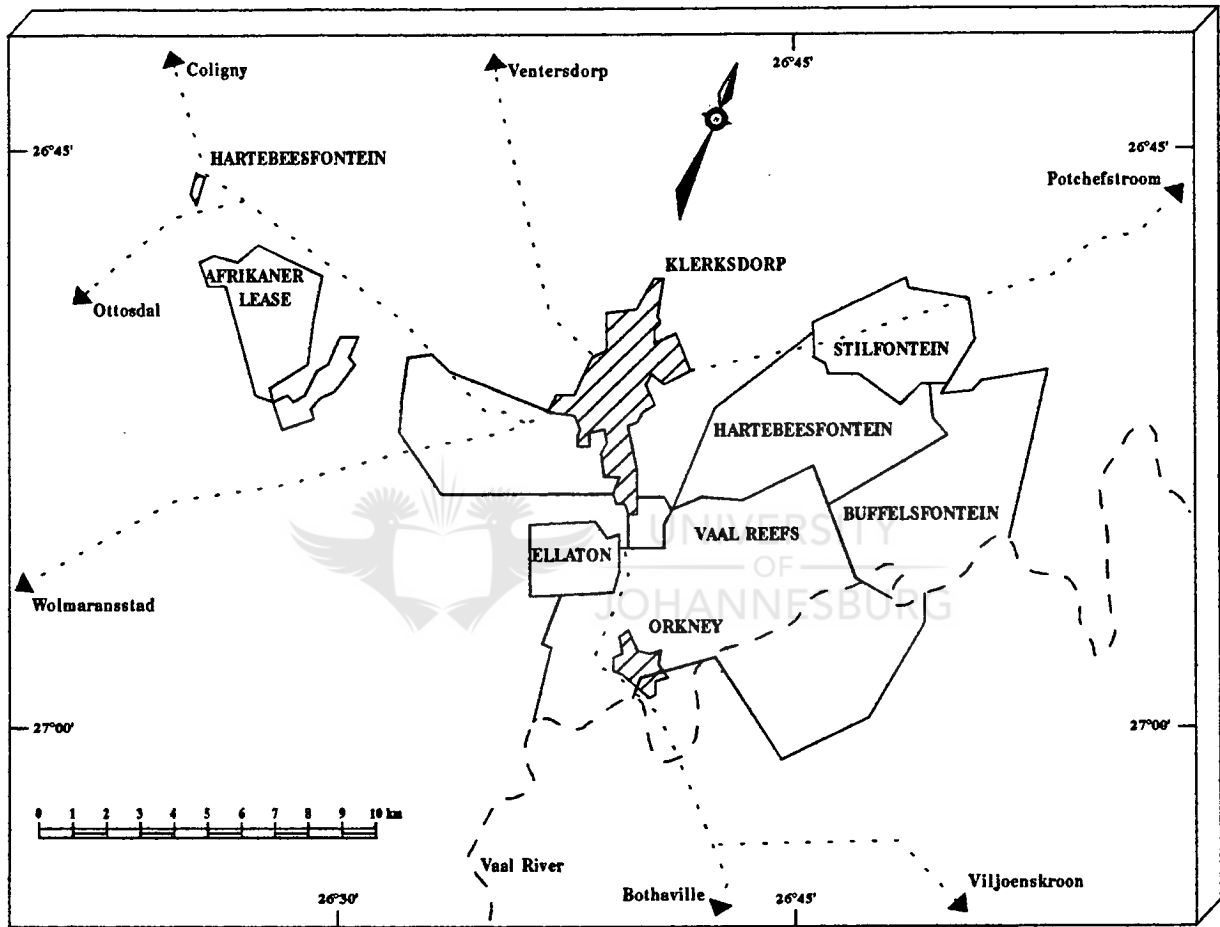 Coligny
Ventersdorp
26°45'
26°45'
HARTEBEESFONTEIN
26°45'
Potchefstroom
KLERKSDORP
AFRIKANER
LEASE
Ottosdal
STILFONTEIN
HARTEBEESFONTEIN
BUFFELSFONTEIN
UNIVERSITY
VAAL REEFS
ELLATON
OF
JOHANNESBURG
Wolmaransstad
ORKNEY
27°00'
27°00'
0 1 2 3 4 5 6 7 8 9 10 km
Vaal River
Viljoenskroon
26°30'
Bothaville
26°45'